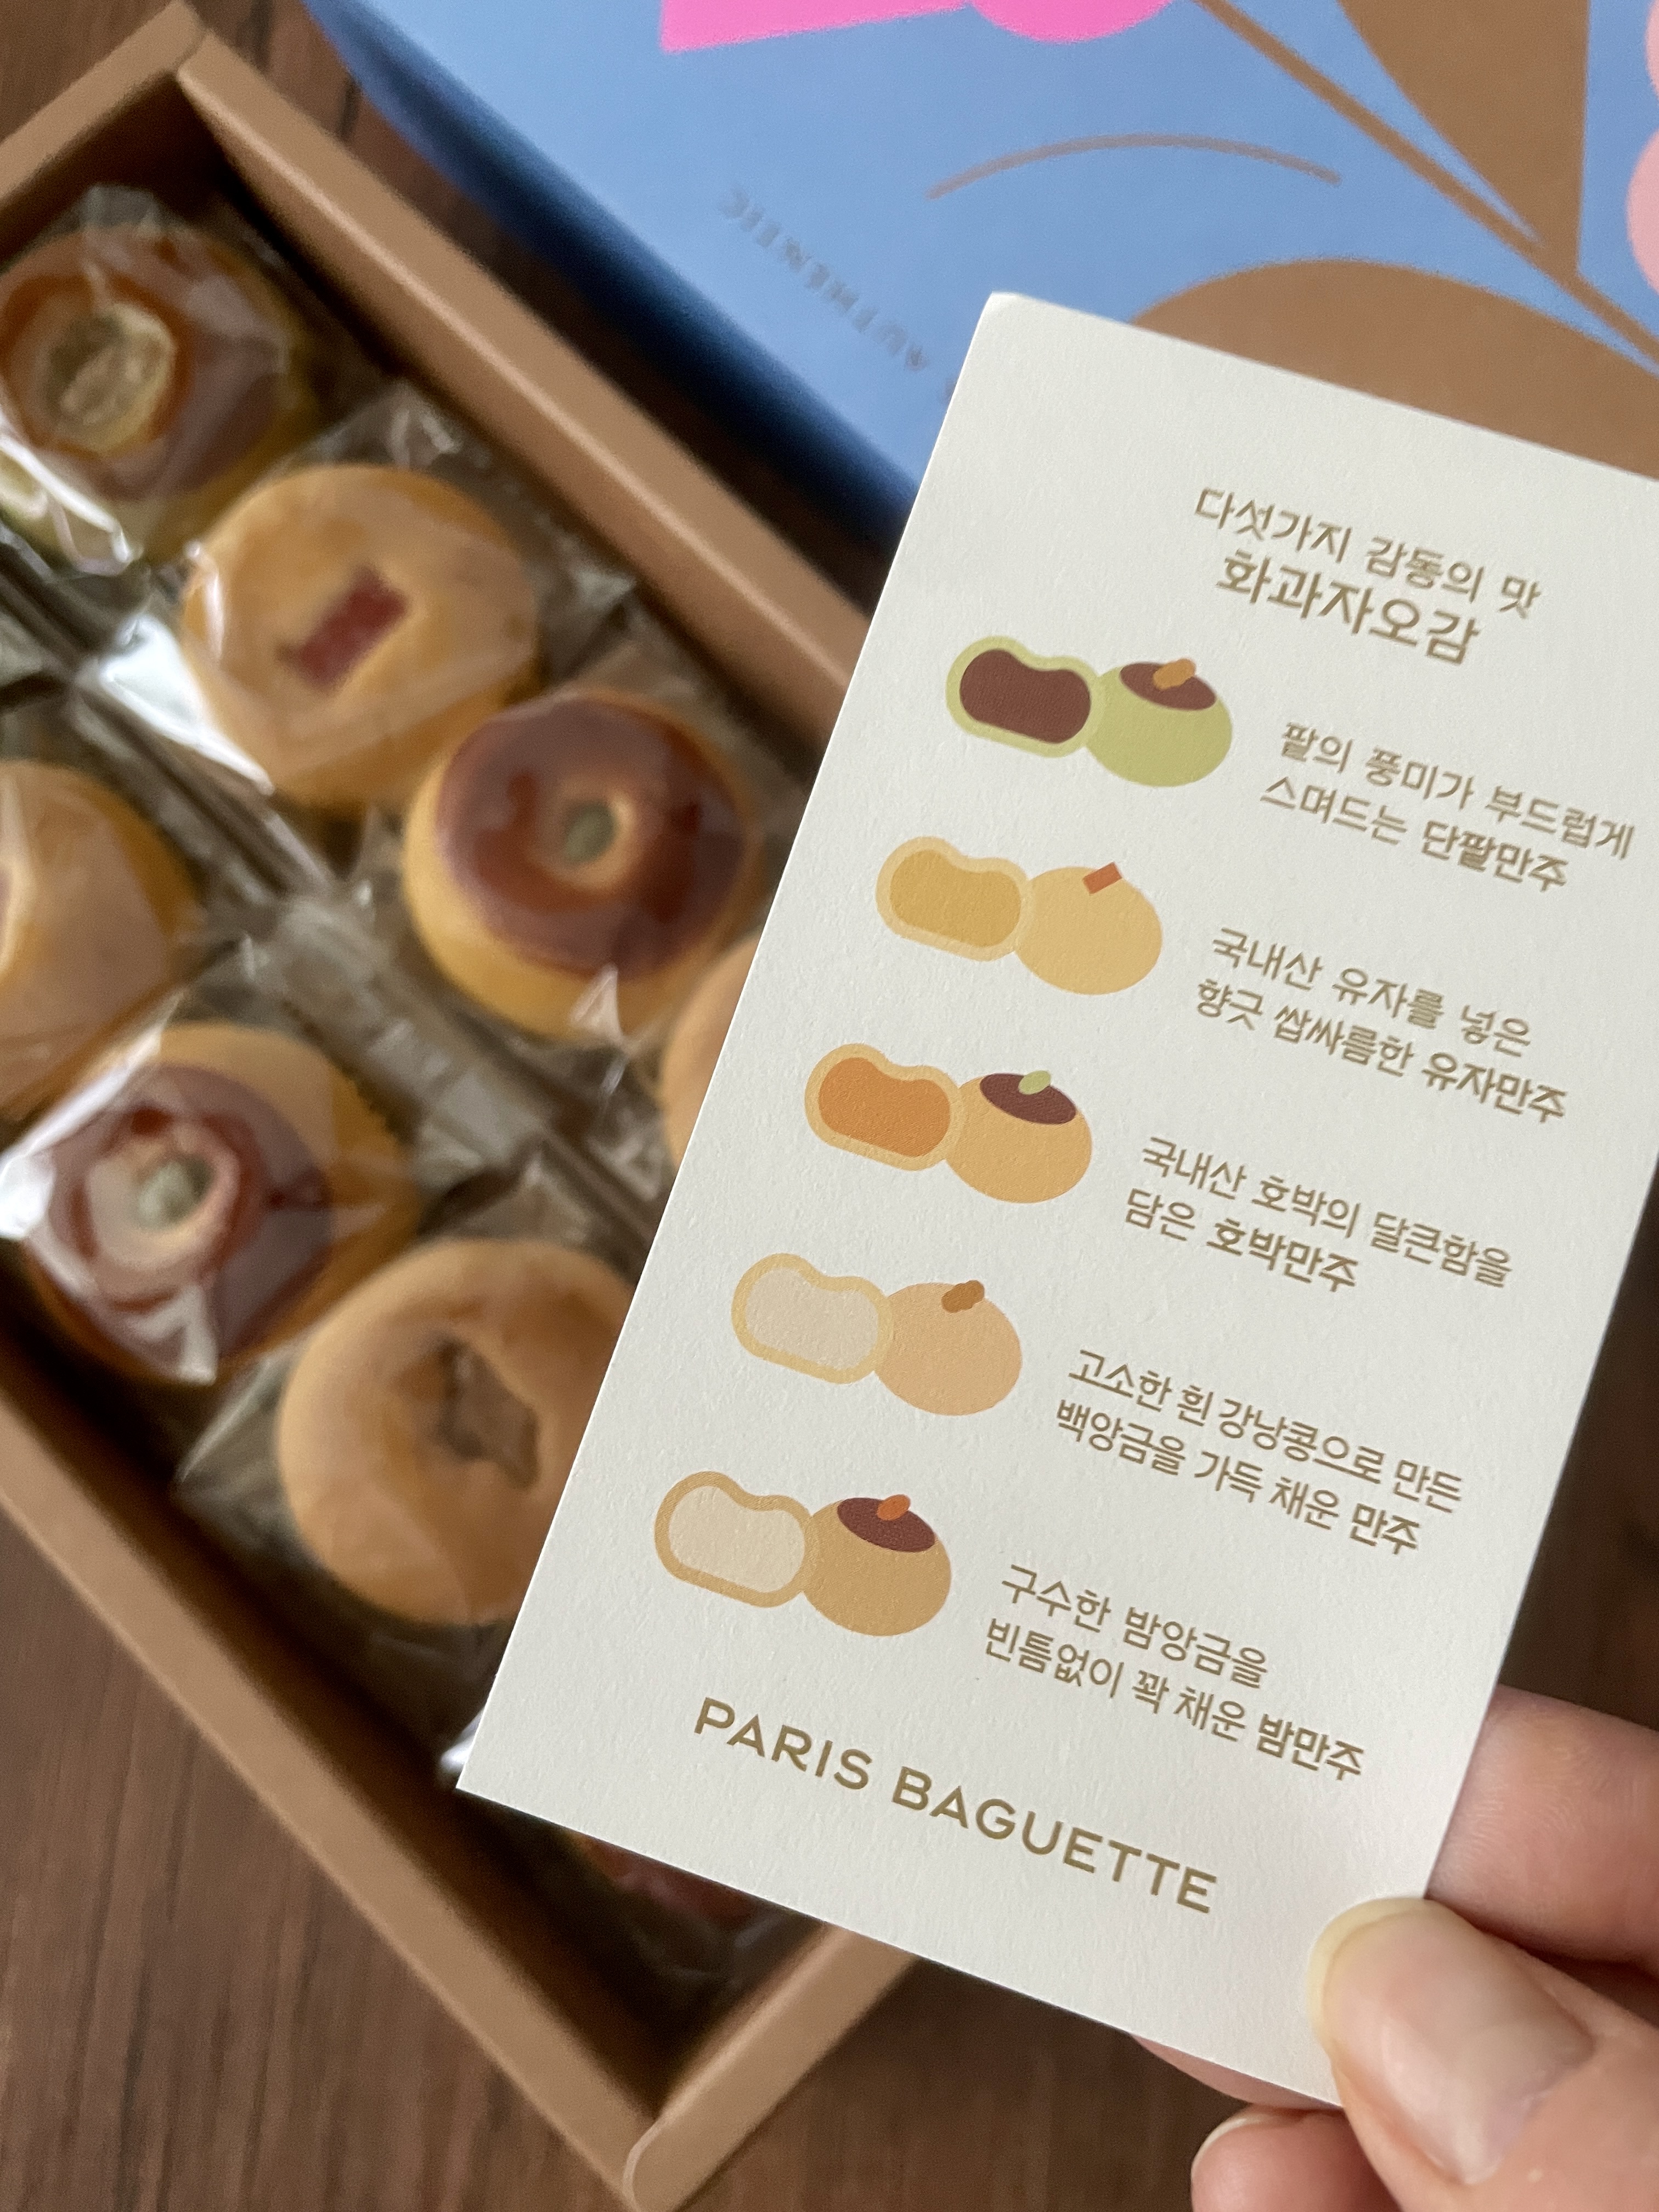 AUTHENTIC
다섯가지 감동의 맛
화과자오감
팥의 풍미가 부드럽게
스며드는 단팥만주
국내산 유자를 넣은
향긋 쌉싸름한 유자만주
국내산 호박의 달큰함을
담은 호박만주
고소한 흰 강낭콩으로 만든
백앙금을 가득 채운 만주
구수한 밤앙금을
빈틈없이 꽉 채운 밤만주
PARIS BAGUETTE